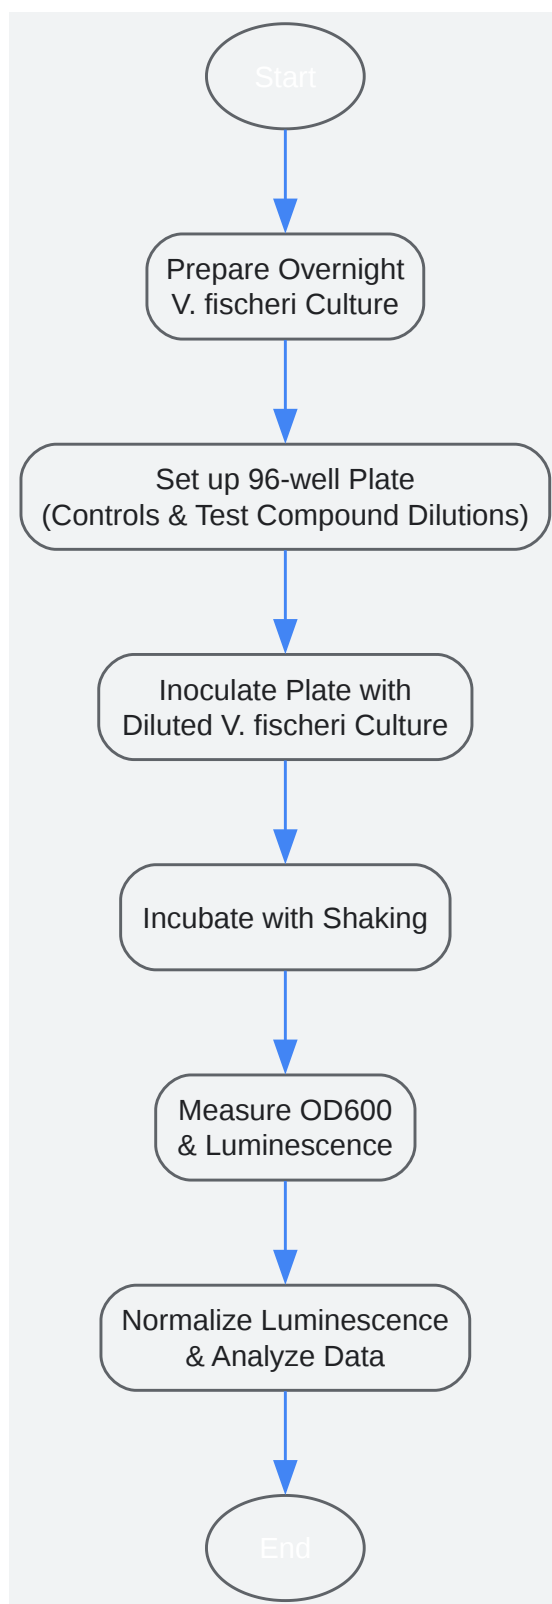 Start
Prepare Overnight
V. fischeri Culture
Set up 96-well Plate
(Controls & Test Compound Dilutions)
Inoculate Plate with
Diluted V. fischeri Culture
Incubate with Shaking
Measure OD600
& Luminescence
Normalize Luminescence
& Analyze Data
End